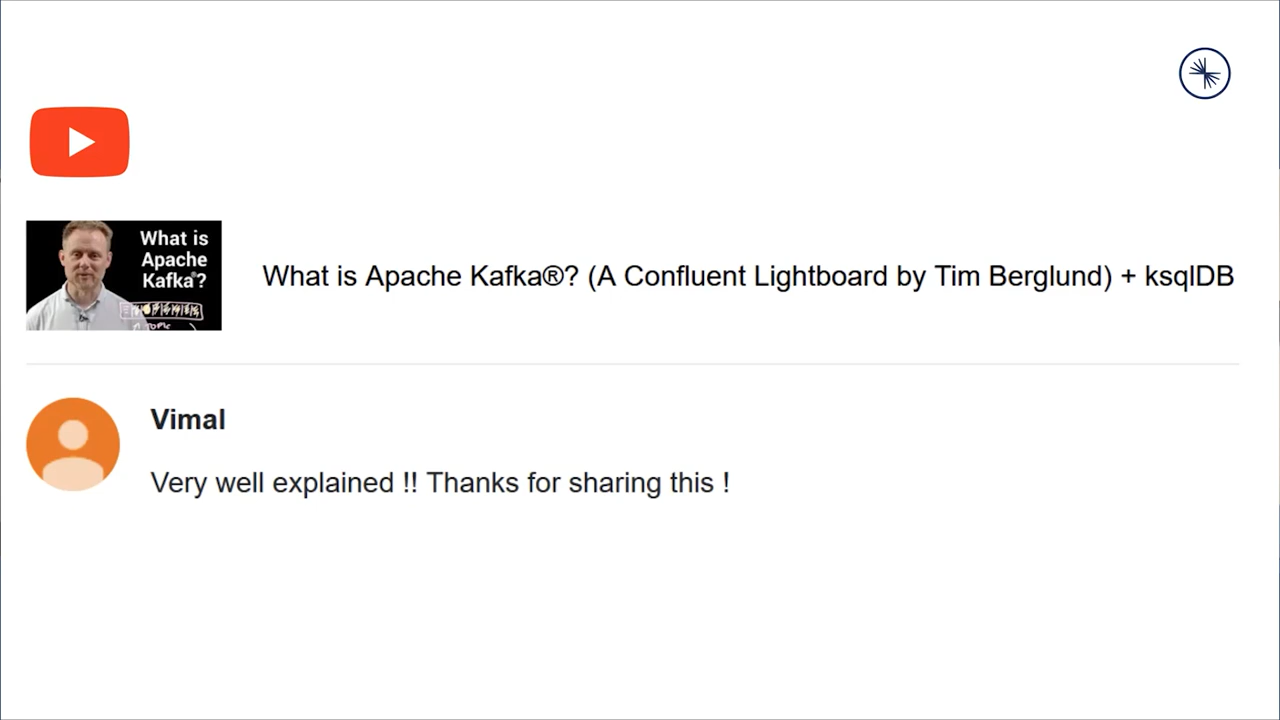 What is
Apache
Kafka®?
A TOPIC
What is Apache Kafka®? (A Confluent Lightboard by Tim Berglund) + ksqlDB
Vimal
Very well explained !! Thanks for sharing this !